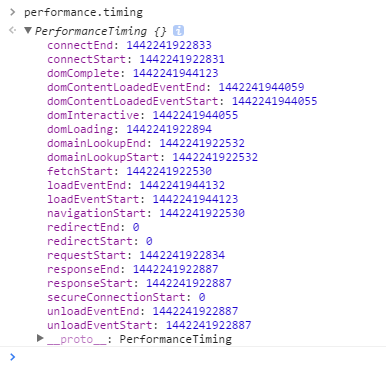 > performance.timing
<· ▼ PerformanceTiming {} i
connectEnd: 1442241922833
connectStart: 1442241922831
domComplete: 1442241944123
domContentLoadedEventEnd: 1442241944059
domContentLoadedEventStart: 1442241944055
domInteractive: 1442241944055
domLoading: 1442241922894
domainLookupEnd: 1442241922532
domainLookupStart: 1442241922532
fetchStart: 1442241922530
loadEventEnd: 1442241944132
loadEventStart: 1442241944123
navigationStart: 1442241922530
redirectEnd: 0
redirectStart: 0
requestStart: 1442241922834
responseEnd: 1442241922887
responseStart: 1442241922887
secureConnectionStart: 0
unloadEventEnd: 1442241922887
unloadEventStart: 1442241922887
▶ __proto__: PerformanceTiming
>